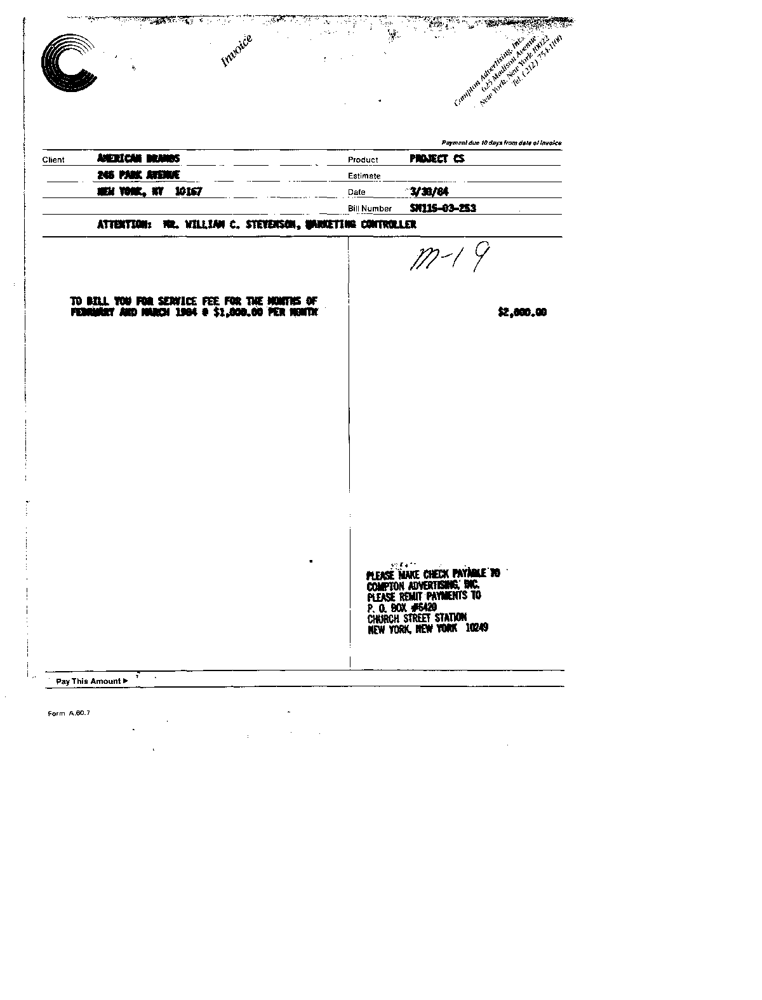 Invoice
Compton Advertising, Inc.
625 Madison Avenue
New York, New York 10022
Tel. (212) 754-1100
Payment due 10 days from date of invoice
Client AMERICAN BRANDS Product PROJECT CS
245 PARK AVENUE Estimate
NEW YORK, NY 10167 Date 3/30/84
Bill Number SN115-03-253
ATTENTION: MR. WILLIAM C. STEVENSON, MARKETING CONTROLLER
M-19
TO BILL YOU FOR SERVICE FEE FOR THE MONTHS OF
FEBRUARY AND MARCH 1984 @ $1,000.00 PER MONTH $2,000.00
PLEASE MAKE CHECK PAYABLE TO
COMPTON ADVERTISING, INC.
PLEASE REMIT PAYMENTS TO
P. O. BOX #6420
CHURCH STREET STATION
NEW YORK, NEW YORK 10249
Pay This Amount ▶
Form A.60.7